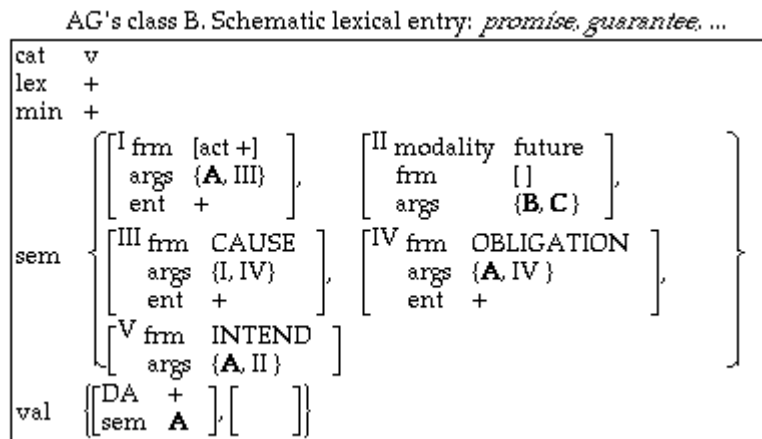 AG's class B. Schematic lexical entry: promise, guarantee, ...
cat v
lex +
min +
I frm [act +] II modality future
args {A, III} , frm [ ] ,
ent + args {B, C}
sem
III frm CAUSE IV frm OBLIGATION
args {I, IV} , args {A, IV } ,
ent + ent +
V frm INTEND
args {A, II }
val {[DA + ],[ ]}
sem A